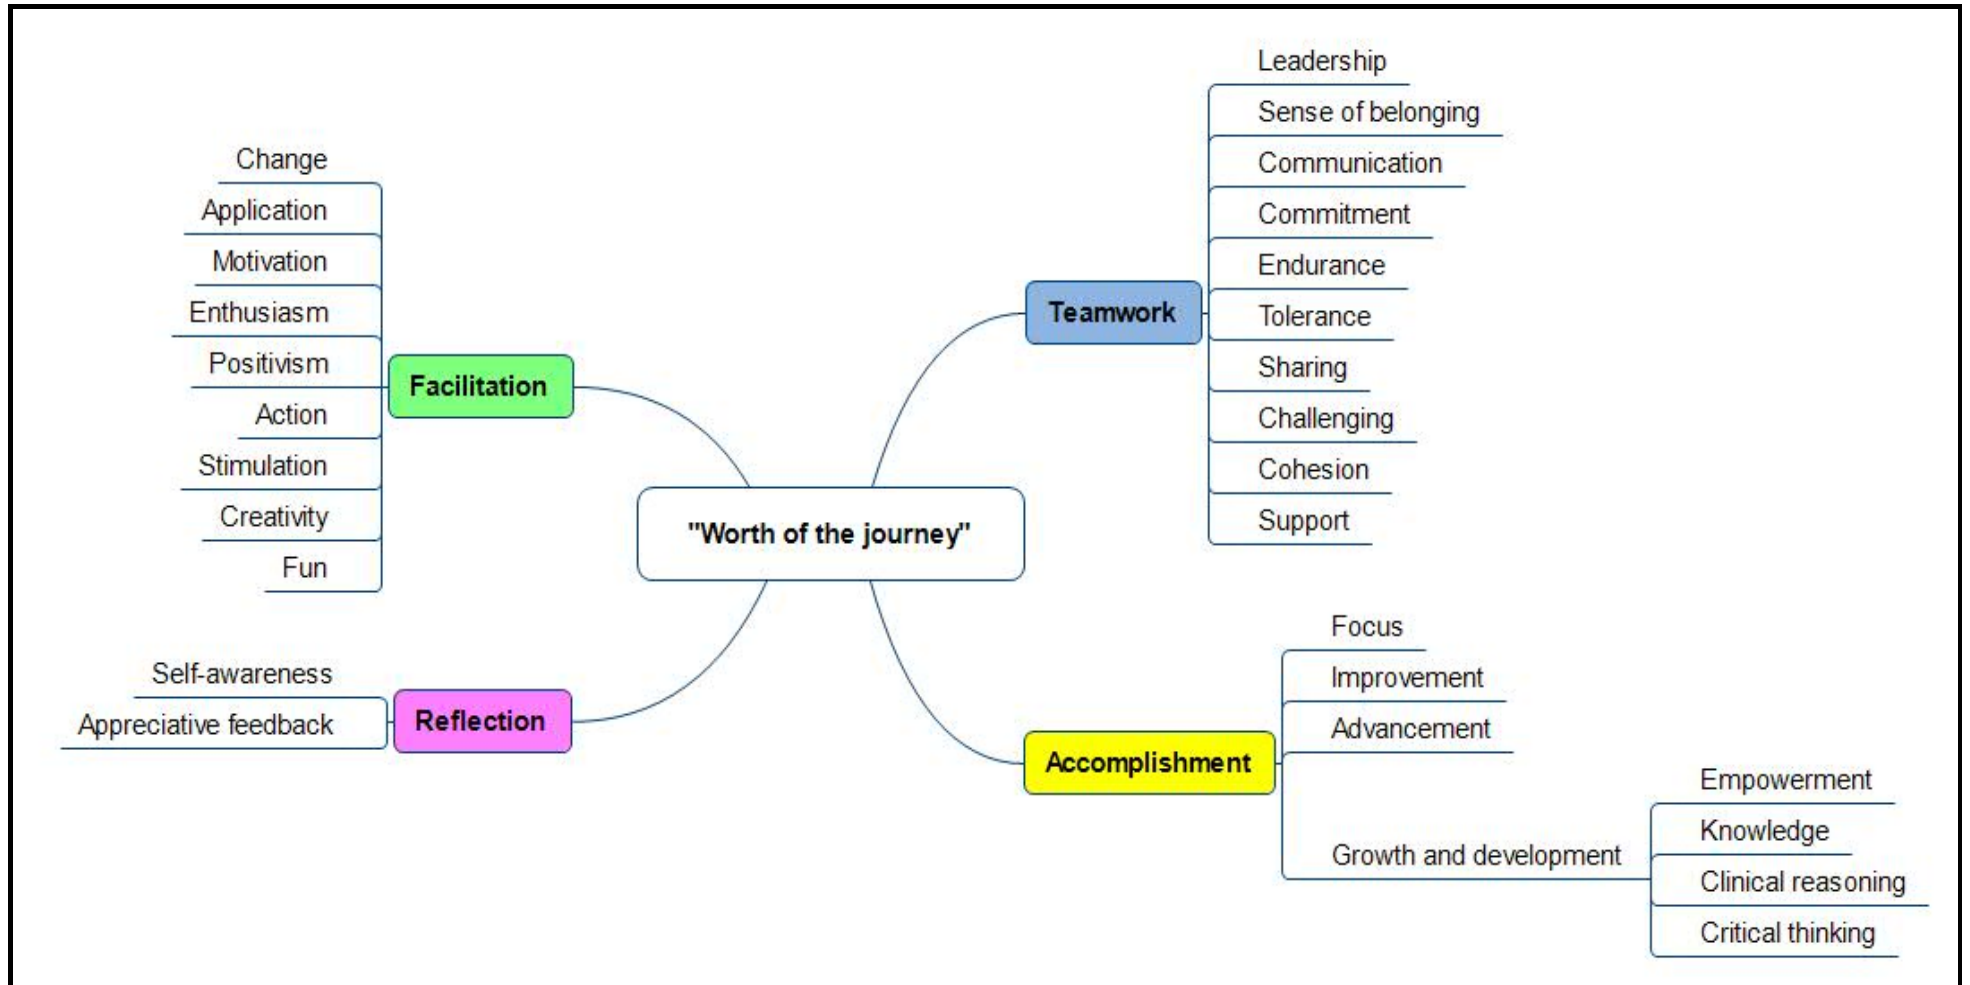 Leadership
Sense of belonging
Communication
Commitment
Endurance
Tolerance
Sharing
Challenging
Cohesion
Support
Teamwork
Change
Application
Motivation
Enthusiasm
Positivism
Action
Stimulation
Creativity
Fun
Facilitation
"Worth of the journey"
Self-awareness
Appreciative feedback
Reflection
Focus
Improvement
Advancement
Growth and development
Accomplishment
Empowerment
Knowledge
Clinical reasoning
Critical thinking